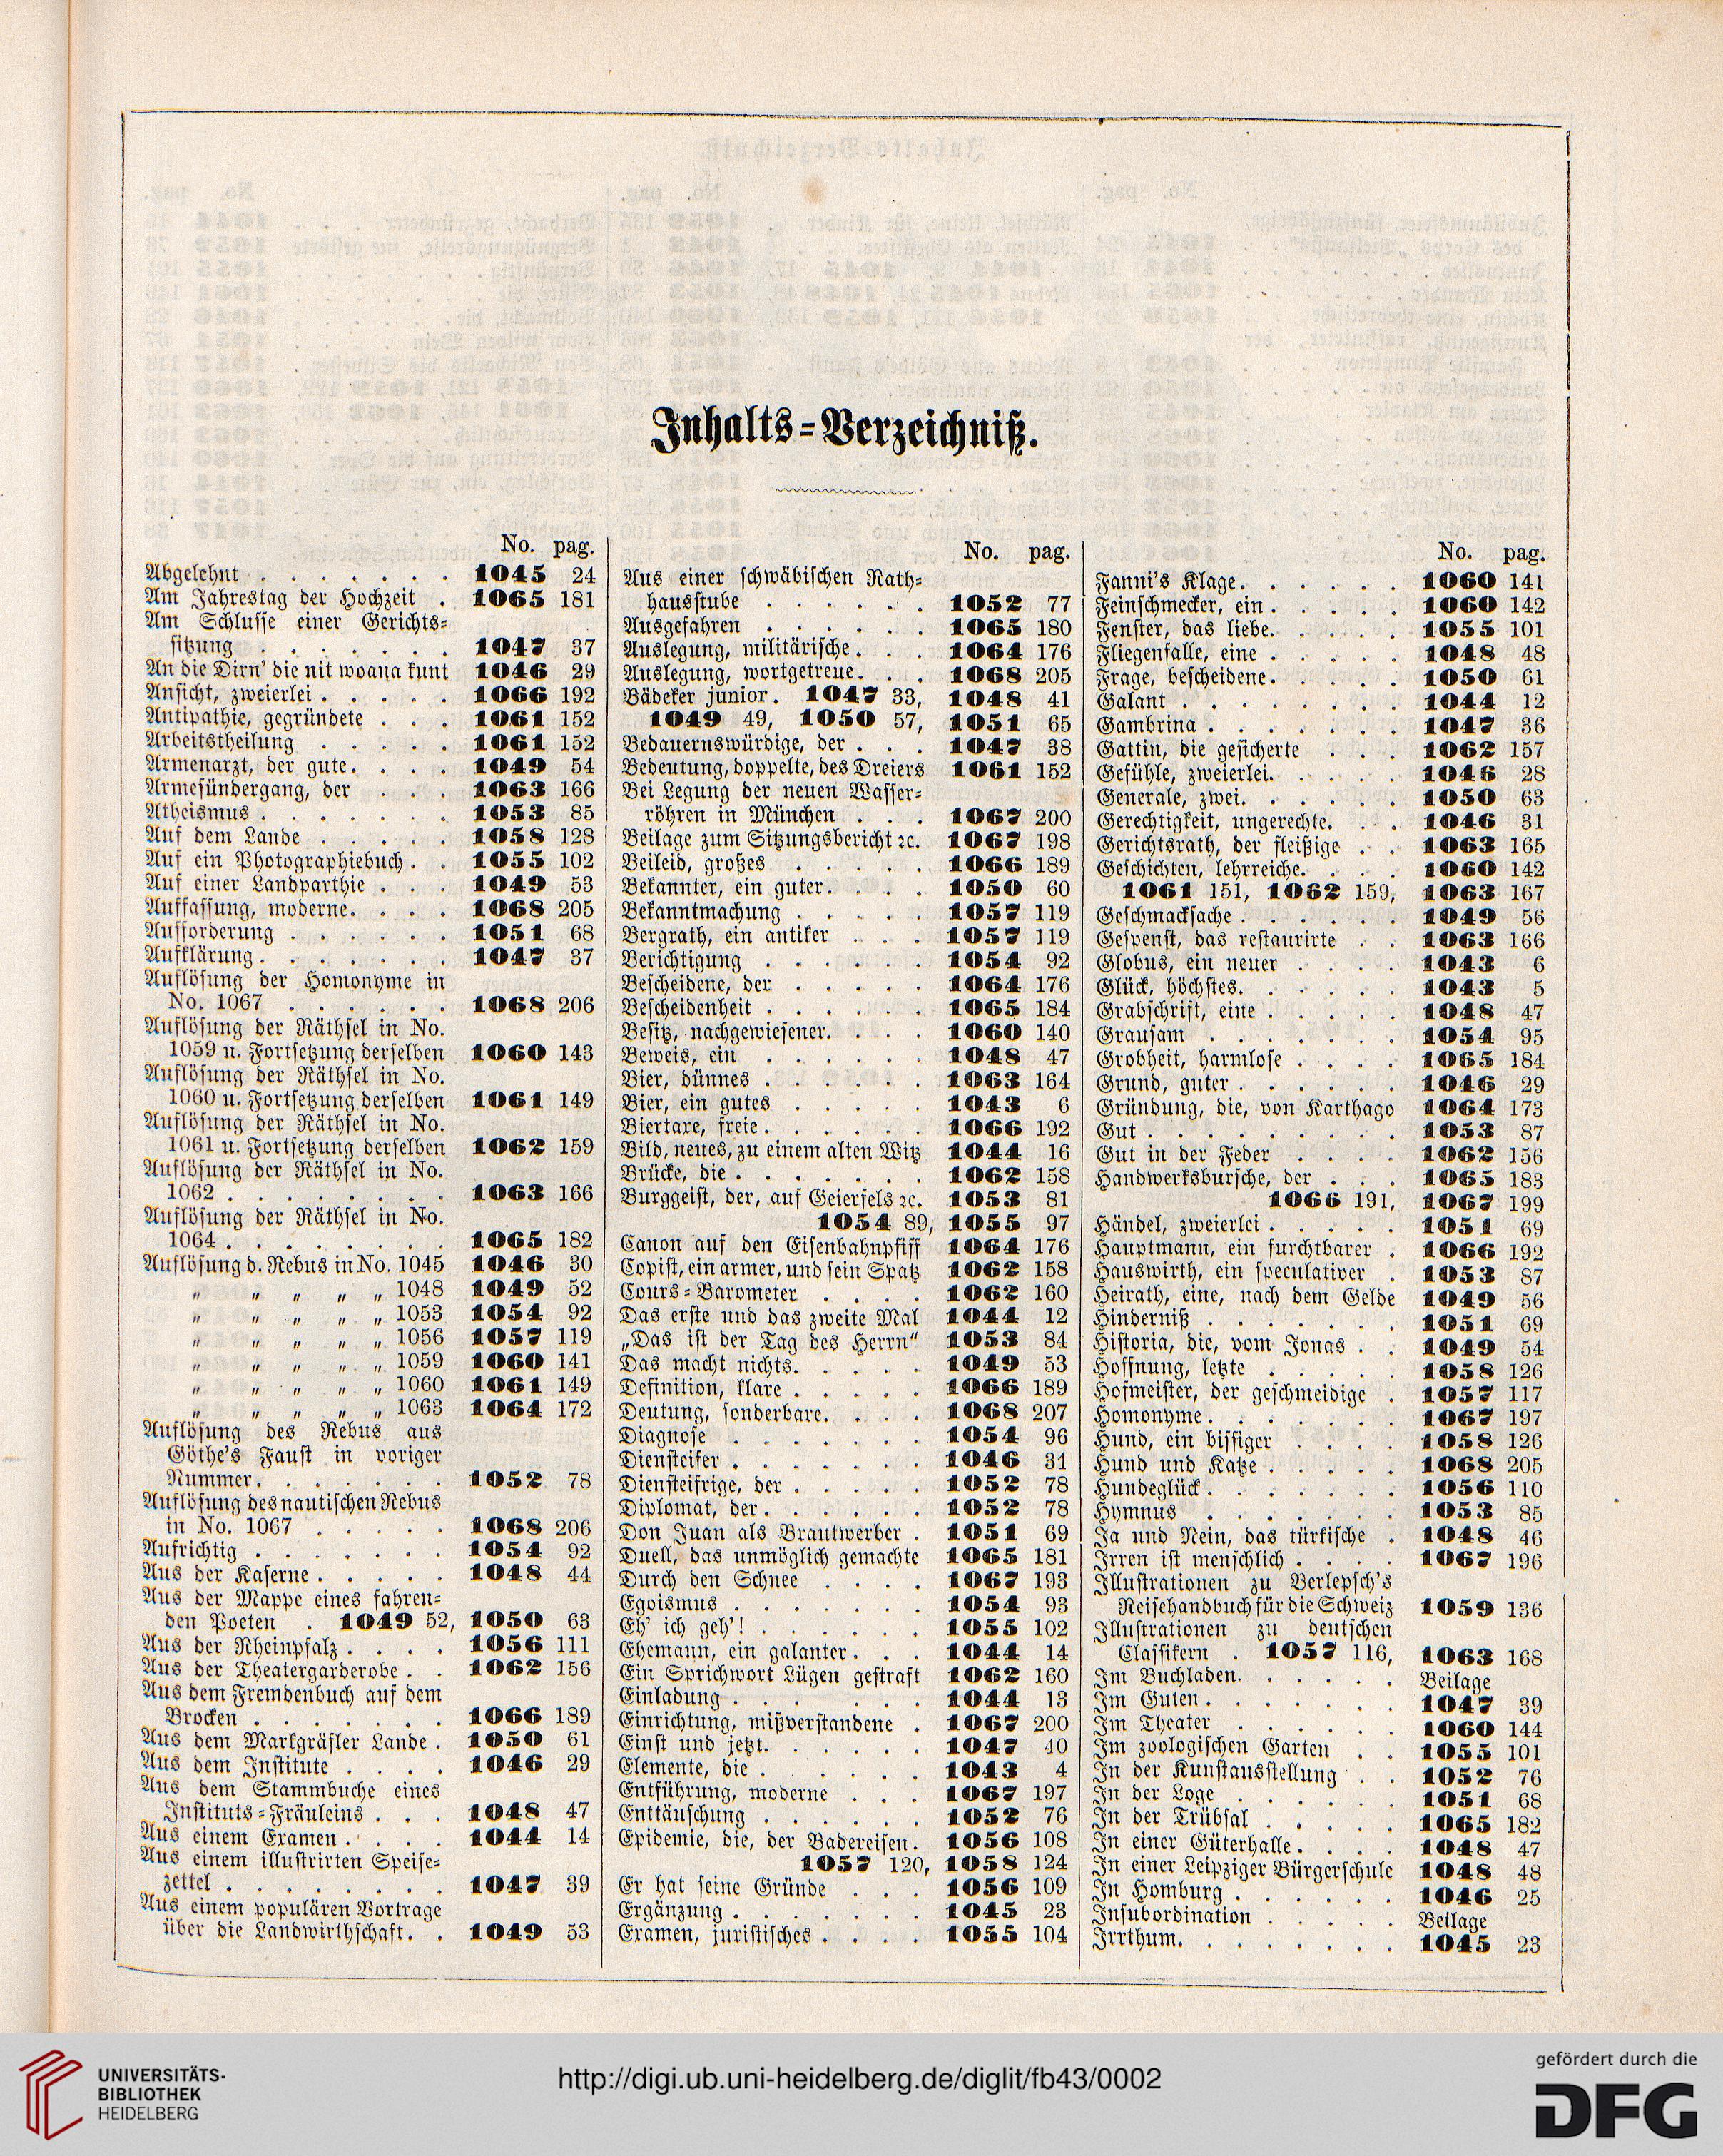 Inhalts-Verzeichniß.
No. pag.
Abgelehnt . . . . . . . 1045 24
Am Jahrestag der Hochzeit . 1065 181
Am Schlusse einer Gerichts-
sitzung . . . . . . 1047 37
An die Dirn' die nit woana kunt 1046 29
Ansicht, zweierlei . . . . . 1066 192
Antipathie, gegründete . . . 1061 152
Arbeitstheilung . . . . . 1061 152
Armenarzt, der gute. . . . 1049 54
Armesündergang, der . . . 1063 166
Atheismus . . . . . . 1053 85
Auf dem Lande . . . . . 1058 128
Auf ein Photographiebuch . . 1055 102
Auf einer Landparthie . . . 1049 53
Auffassung, moderne. . . . 1068 205
Aufforderung . . . . . . 1051 68
Aufklärung . . . . . . . 1047 37
Auflösung der Homonyme in
No. 1067 . . . . . 1068 206
Auflösung der Räthsel in No.
1059 u. Fortsetzung derselben 1060 143
Auflösung der Räthsel in No.
1060 u. Fortsetzung derselben 1061 149
Auflösung der Räthsel in No.
1061 u. Fortsetzung derselben 1062 159
Auflösung der Räthsel in No.
1062 . . . . . . . 1063 166
Auflösung der Räthsel in No.
1064 . . . . . . . 1065 182
Auflösung d. Rebus in No. 1045 1046 30
„ „ „ „ „ 1048 1049 52
„ „ „ „ „ 1053 1054 92
„ „ „ „ „ 1056 1057 119
„ „ „ „ „ 1059 1060 141
„ „ „ „ „ 1060 1061 149
„ „ „ „ „ 1063 1064 172
Auflösung des Rebus aus
Göthe's Faust in voriger
Nummer. . . . . . 1052 78
Auflösung des nautischen Rebus
in No. 1067 . . . . . 1068 206
Aufrichtig . . . . . . . 1054 92
Aus der Kaserne . . . . . 1048 44
Aus der Mappe eines fahren-
den Poeten . 1049 52, 1050 63
Aus der Rheinpfalz . . . . 1056 111
Aus der Theatergarderobe . . 1062 156
Aus dem Fremdenbuch auf dem
Brocken . . . . . . . 1066 189
Aus dem Markgräfler Lande . 1050 61
Aus dem Institute . . . . 1046 29
Aus dem Stammbuche eines
Instituts-Fräuleins . . . 1048 47
Aus einem Examen . . . . 1044 14
Aus einem illustrirten Speise-
zettel . . . . . . . . 1047 39
Aus einem populären Vortrage
über die Landwirthschaft. . 1049 53
No. pag.
Aus einer schwäbischen Rath-
hausstube . . . . . . 1052 77
Ausgefahren . . . . . . 1065 180
Auslegung, militärische . . . 1064 176
Auslegung, wortgetreue. . . 1068 205
Bädeker junior. 1047 33, 1048 41
1049 49, 1050 57, 1051 65
Bedauernswürdige, der . . . 1047 38
Bedeutung, doppelte, des Dreiers 1061 152
Bei Legung der neuen Wasser-
röhren in München . . . 1067 200
Beilage zum Sitzungsbericht ꝛc. 1067 198
Beileid, großes . . . . . 1066 189
Bekannter, ein guter. . . . 1050 60
Bekanntmachung . . . . . 1057 119
Bergrath, ein antiker . . . 1057 119
Berichtigung . . . . . . 1054 92
Bescheidene, der . . . . . 1064 176
Bescheidenheit . . . . . . 1065 184
Besitz, nachgewiesener. . . . 1060 140
Beweis, ein . . . . . . 1048 47
Bier, dünnes . . . . . . 1063 164
Bier, ein gutes . . . . . 1043 6
Biertare, freie . . . . . . 1066 192
Bild, neues, zu einem alten Witz 1044 16
Brücke, die . . . . . . . 1062 158
Burggeist, der, auf Geierfels ꝛc. 1053 81
1054 89, 1055 97
Canon auf den Eisenbahnpfiff 1064 176
Copist, ein armer, und sein Spatz 1062 158
Cours-Barometer . . . . 1062 160
Das erste und das zweite Mal 1044 12
„Das ist der Tag des Herrn“ 1053 84
Das macht nichts. . . . . 1049 53
Definition, klare . . . . . 1066 189
Deutung, sonderbare. . . . 1068 207
Diagnose . . . . . . . 1054 96
Diensteifer . . . . . . . 1046 31
Diensteifrige, der . . . . . 1052 78
Diplomat, der . . . . . . 1052 78
Don Juan als Brautwerber . 1051 69
Duell, das unmöglich gemachte 1065 181
Durch den Schnee . . . . 1067 193
Egoismus . . . . . . . 1054 93
Eh' ich geh'! . . . . . . 1055 102
Ehemann, ein galanter. . . 1044 14
Ein Sprichwort Lügen gestraft 1062 160
Einladung . . . . . . . 1044 13
Einrichtung, mißverstandene . 1067 200
Einst und jetzt. . . . . . 1047 40
Elemente, die . . . . . . 1043 4
Entführung, moderne . . . 1067 197
Enttäuschung . . . . . . 1052 76
Epidemie, die, der Badereisen. 1056 108
1057 120, 1058 124
Er hat seine Gründe . . . 1056 109
Ergänzung . . . . . . . 1045 23
Examen, juristisches . . . . 1055 104
No. pag.
Fanni's Klage . . . . . . 1060 141
Feinschmecker, ein . . . . . 1060 142
Fenster, das liebe. . . . . 1055 101
Fliegenfalle, eine . . . . . 1048 48
Frage, bescheidene . . . . . 1050 61
Galant . . . . . . . . 1044 12
Gambrin . . . . . . . 1047 36
Gattin, die gesicherte . . . 1062 157
Gefühle, zweierlei. . . . . 1046 28
Generale, zwei. . . . . . 1050 63
Gerechtigkeit, ungerechte. . . 1046 31
Gerichtsrath, der fleißige . . 1063 165
Geschichten, lehrreiche. . . . 1060 142
1061 151, 1062 159, 1063 167
Geschmacksache . . . . . . 1049 56
Gespenst, das restaurirte . . 1063 166
Globus, ein neuer . . . . 1043 6
Glück, höchstes. . . . . . 1043 5
Grabschrift, eine . . . . . 1048 47
Grausam . . . . . . . 1054 95
Grobheit, harmlose . . . . 1065 184
Grund, guter . . . . . . 1046 29
Gründung, die, von Karthago 1064 173
Gut . . . . . . . . . 1053 87
Gut in der Feder . . . . 1062 156
Handwerksbursche, der . . . 1065 183
1066 191, 1067 199
Händel, zweierlei . . . . . 1051 69
Hauptmann, ein furchtbarer . 1066 192
Hauswirth, ein speculativer . 1053 87
Heirath, eine, nach dem Gelde 1049 56
Hinderniß . . . . . . . 1051 69
Historia, die, vom Jonas . . 1049 54
Hoffnung, letzte . . . . . 1058 126
Hofmeister, der geschmeidige . 1057 117
Homonyme . . . . . . . 1067 197
Hund, ein bissiger . . . . 1058 126
Hund und Katze . . . . . 1068 205
Hundeglück . . . . . . . 1056 110
Hymnus . . . . . . . 1053 85
Ja und Nein, das türkische . 1048 46
Irren ist menschlich . . . . 1067 196
Illustrationen zu Berlepsch's
Reisehandbuch für die Schweiz 1059 136
Illustrationen zu deutschen
Classikern . 1057 116, 1063 168
Im Buchladen. . . . . . Beilage
Im Guten . . . . . . . 1047 39
Im Theater . . . . . . 1060 144
Im zoologischen Garten . . 1055 101
In der Kunstausstellung . . 1052 76
In der Loge . . . . . . 1051 68
In der Trübsal . . . . . 1065 182
In einer Güterhalle . . . . 1048 47
In einer Leipziger Bürgerschule 1048 48
In Homburg . . . . . . 1046 25
Insubordination . . . . . Beilage
Irrthum. . . . . . . . 1045 23
UNIVERSITÄTS-
BIBLIOTHEK
HEIDELBERG
http://digi.ub.uni-heidelberg.de/diglit/fb43/0002
gefördert durch die
DFG